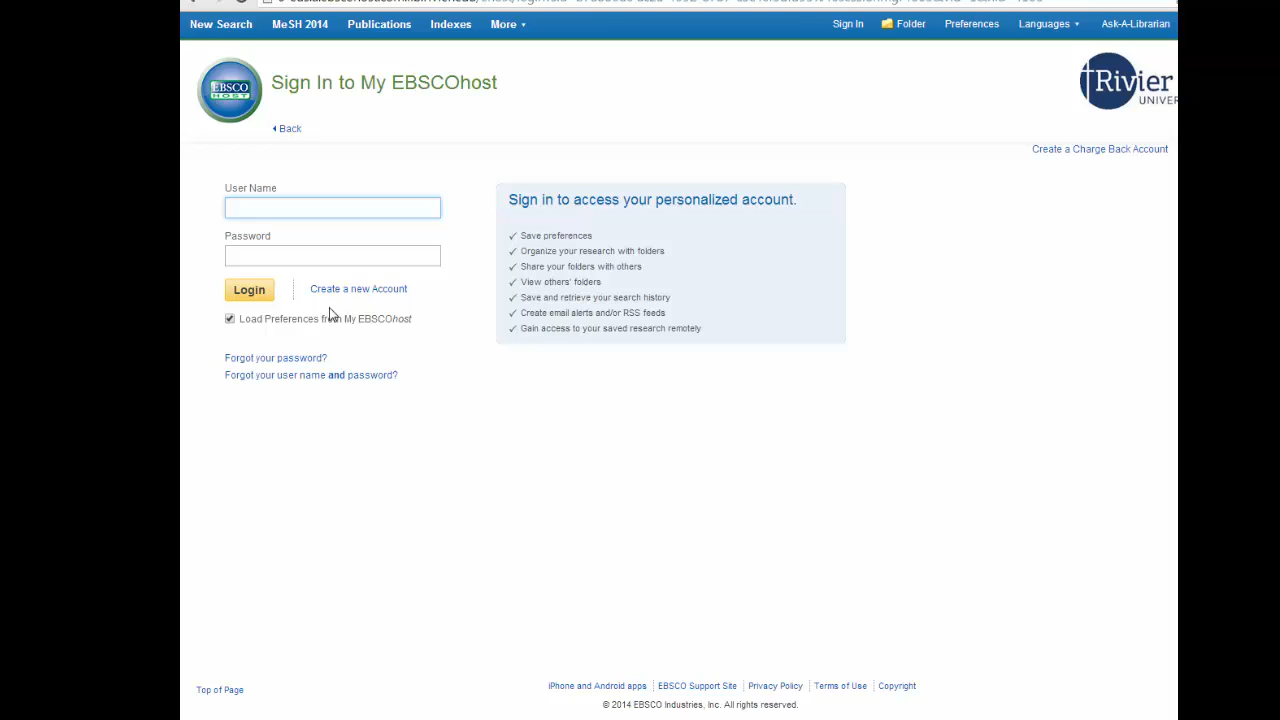 New Search MeSH 2014 Publications Indexes More Sign In Folder Preferences Languages Ask-A-Librarian
EBSCO
HOST
Sign In to My EBSCOhost
Rivier
UNIVER
Back
Create a Charge Back Account
User Name
Password
Login
Create a new Account
Load Preferences from My EBSCOhost
Forgot your password?
Forgot your user name and password?
Sign in to access your personalized account.
✓ Save preferences
✓ Organize your research with folders
✓ Share your folders with others
✓ View others' folders
✓ Save and retrieve your search history
✓ Create email alerts and/or RSS feeds
✓ Gain access to your saved research remotely
Top of Page
iPhone and Android apps EBSCO Support Site Privacy Policy Terms of Use Copyright
© 2014 EBSCO Industries, Inc. All rights reserved.